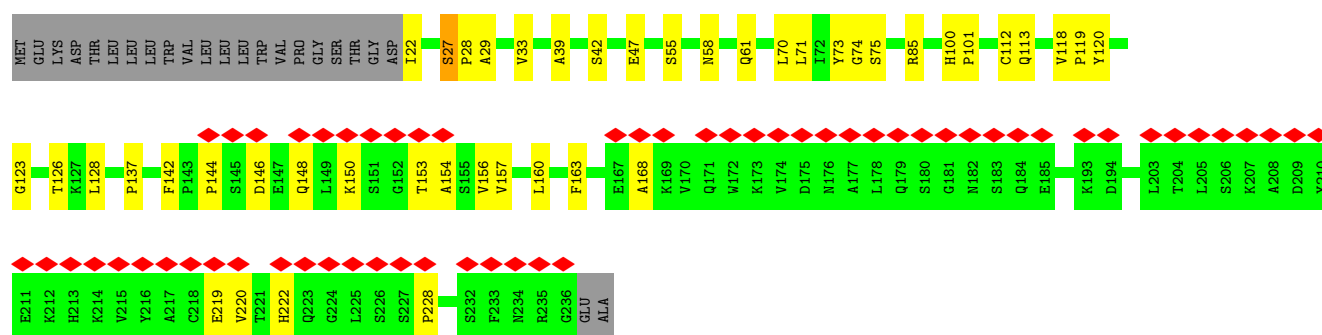 MET GLU LYS ASP THR LEU LEU LEU TRP VAL LEU LEU LEU TRP VAL PRO GLY SER THR GLY ASP I22 S27 P28 A29 V33 A39 S42 E47 S55 N58 Q61 L70 L71 I72 Y73 G74 S75 R85 H100 P101 C112 Q113 V118 P119 Y120
G123 T126 K127 L128 P137 F142 P143 P144 S145 D146 E147 Q148 L149 K150 S151 G152 T153 A154 S155 V156 V157 L160 F163 E167 A168 K169 V170 Q171 W172 K173 V174 D175 N176 A177 L178 Q179 S180 G181 N182 S183 Q184 E185 K193 D194 L203 T204 L205 S206 K207 A208 D209
E211 K212 H213 K214 V215 Y216 A217 C218 E219 V220 T221 H222 Q223 G224 L225 S226 S227 P228 S232 F233 N234 R235 G236 GLU ALA